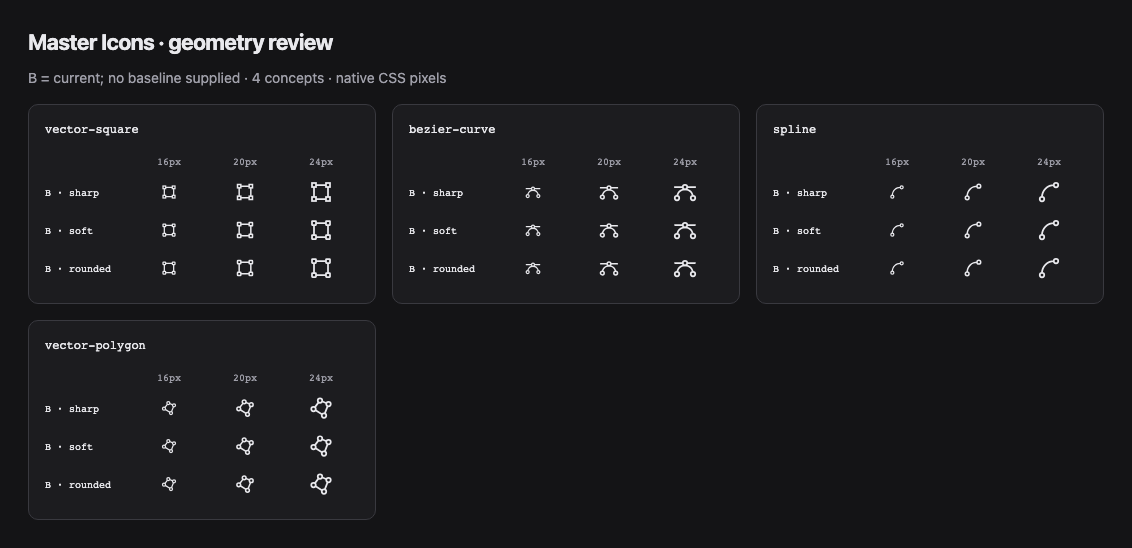 Master Icons · geometry review
B = current; no baseline supplied · 4 concepts · native CSS pixels
vector-square
16px 20px 24px
B · sharp
B · soft
B · rounded
bezier-curve
16px 20px 24px
B · sharp
B · soft
B · rounded
spline
16px 20px 24px
B · sharp
B · soft
B · rounded
vector-polygon
16px 20px 24px
B · sharp
B · soft
B · rounded